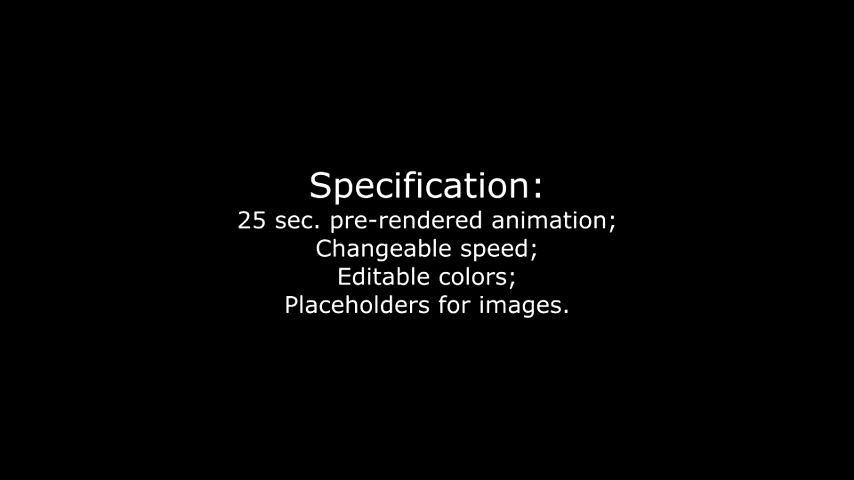 Specification:
25 sec. pre-rendered animation;
Changeable speed;
Editable colors;
Placeholders for images.